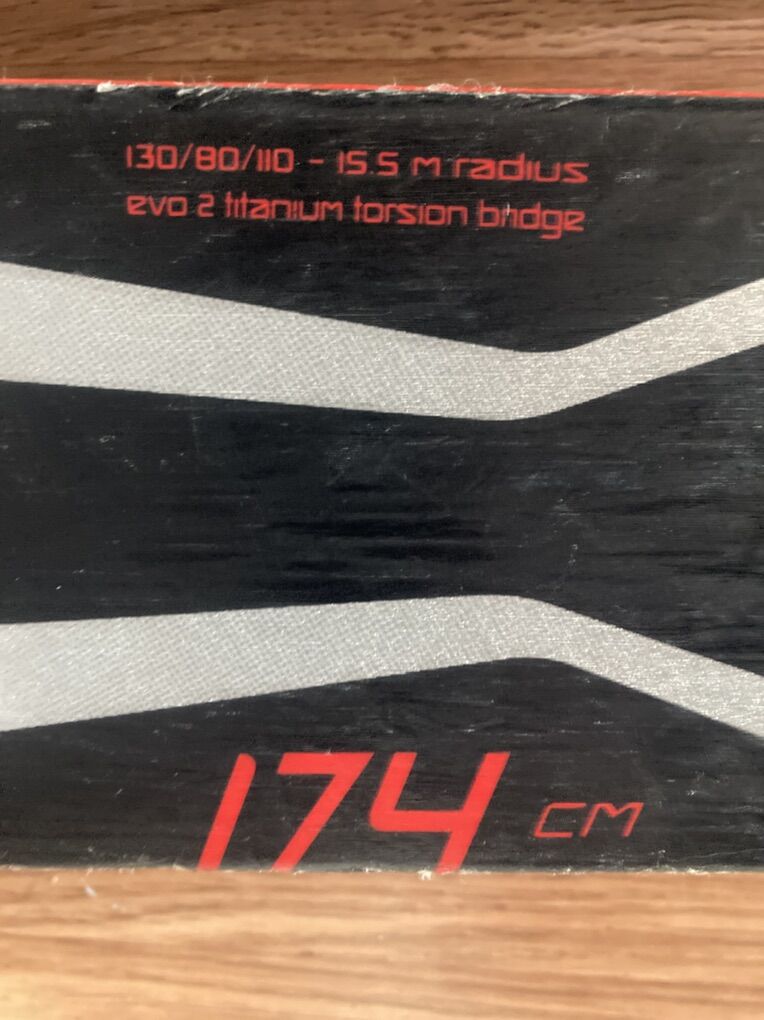 130/80/110 - 15.5 m radius
evo 2 titanium torsion bridge
174 CM